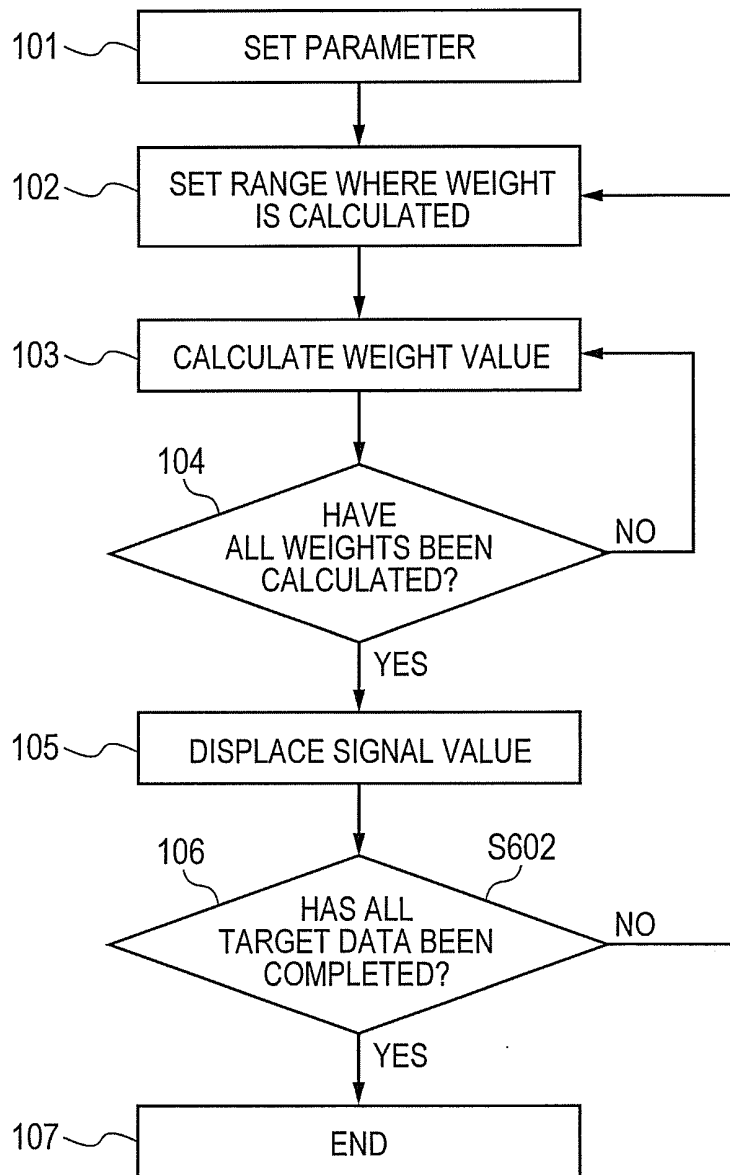 101
SET PARAMETER
102
SET RANGE WHERE WEIGHT
IS CALCULATED
103
CALCULATE WEIGHT VALUE
104
HAVE
ALL WEIGHTS BEEN
CALCULATED?
NO
YES
105
DISPLACE SIGNAL VALUE
106
S602
HAS ALL
TARGET DATA BEEN
COMPLETED?
NO
YES
107
END